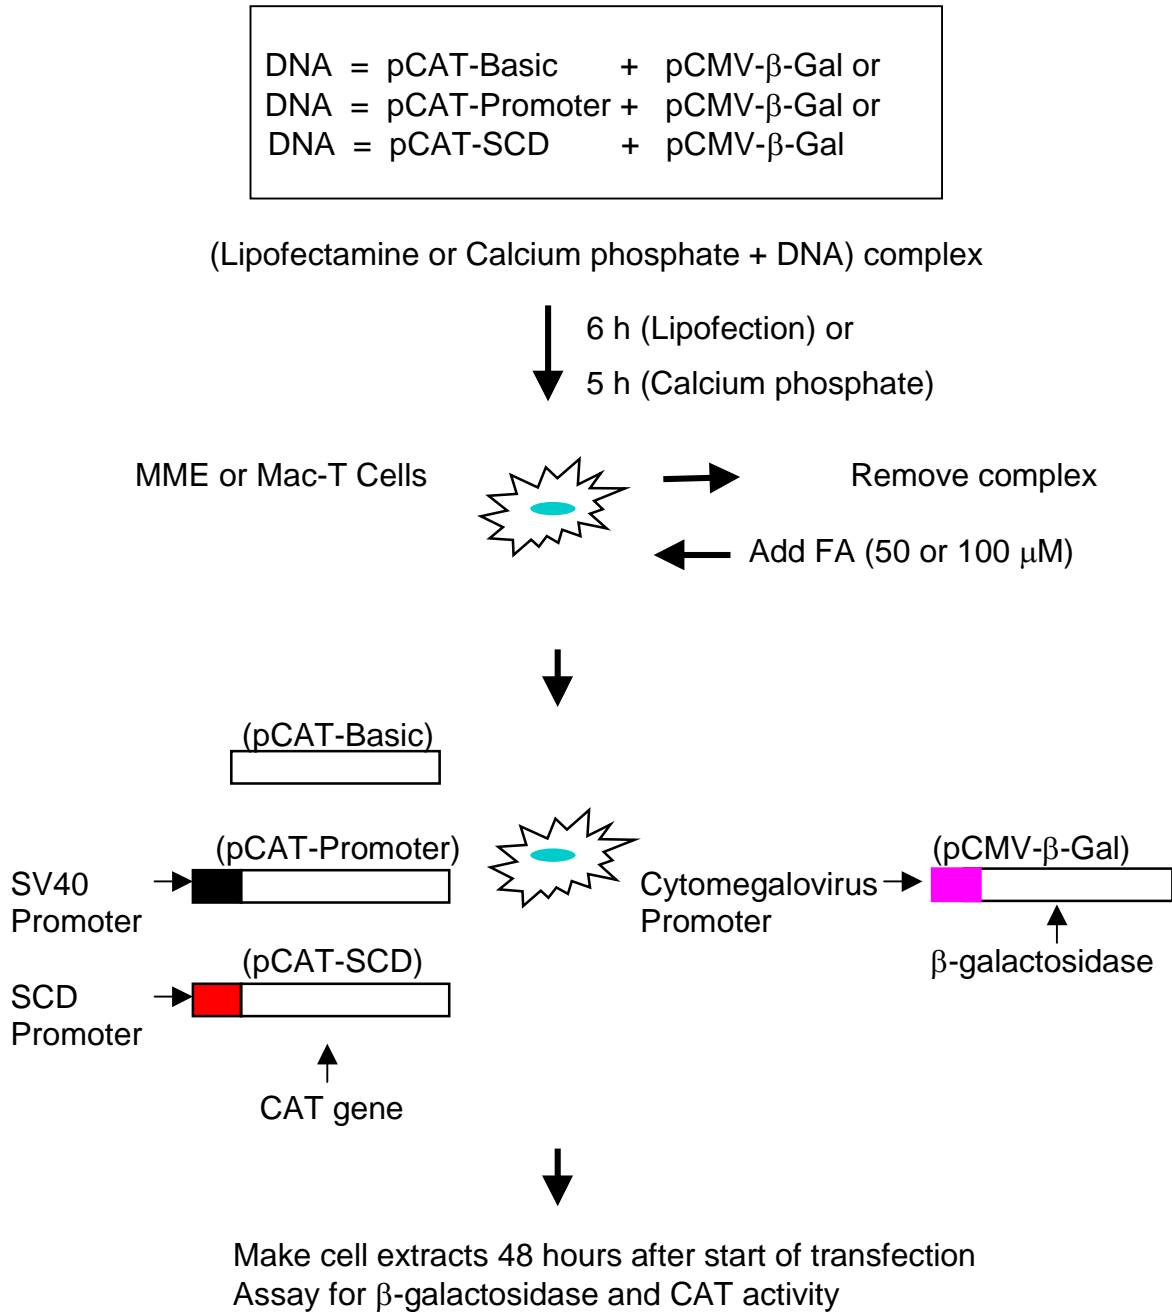 DNA = pCAT-Basic + pCMV-β-Gal or
DNA = pCAT-Promoter + pCMV-β-Gal or
DNA = pCAT-SCD + pCMV-β-Gal
(Lipofectamine or Calcium phosphate + DNA) complex
6 h (Lipofection) or
5 h (Calcium phosphate)
MME or Mac-T Cells
Remove complex
Add FA (50 or 100 μM)
(pCAT-Basic)
(pCAT-Promoter)
SV40
Promoter
(pCMV-β-Gal)
Cytomegalovirus
Promoter
β-galactosidase
(pCAT-SCD)
SCD
Promoter
CAT gene
Make cell extracts 48 hours after start of transfection
Assay for β-galactosidase and CAT activity